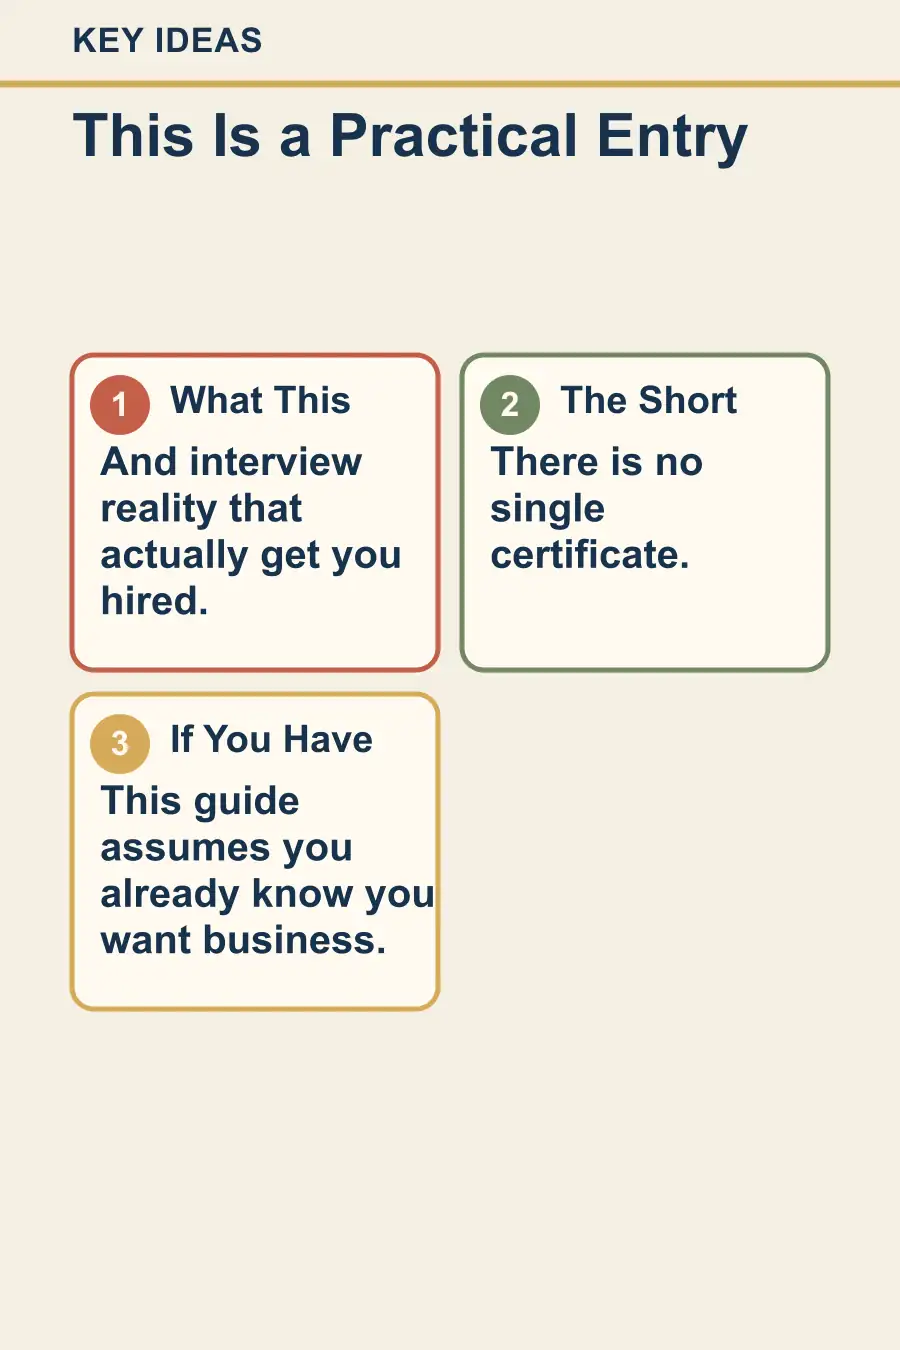 KEY IDEAS
This Is a Practical Entry
1
What This
And interview
reality that
actually get you
hired.
2
The Short
There is no
single
certificate.
3
If You Have
This guide
assumes you
already know you
want business.